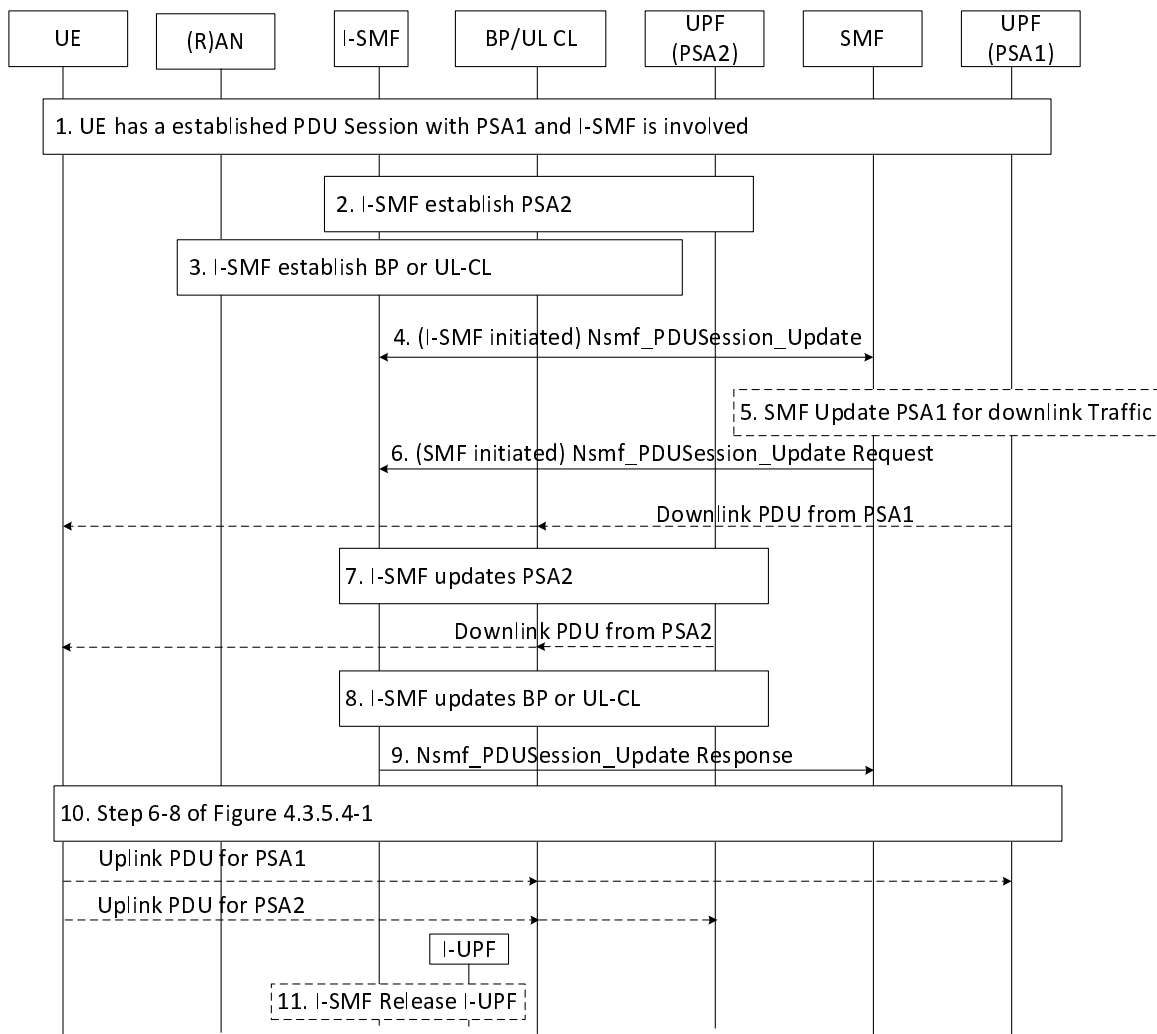 UE
(R)AN
I-SMF
BP/UL CL
UPF
(PSA2)
SMF
UPF
(PSA1)
1. UE has a established PDU Session with PSA1 and I-SMF is involved
2. I-SMF establish PSA2
3. I-SMF establish BP or UL-CL
4. (I-SMF initiated) Nsmf_PDUSession_Update
5. SMF Update PSA1 for downlink Traffic
6. (SMF initiated) Nsmf_PDUSession_Update Request
Downlink PDU from PSA1
7. I-SMF updates PSA2
Downlink PDU from PSA2
8. I-SMF updates BP or UL-CL
9. Nsmf_PDUSession_Update Response
10. Step 6-8 of Figure 4.3.5.4-1
Uplink PDU for PSA1
Uplink PDU for PSA2
I-UPF
11. I-SMF Release I-UPF